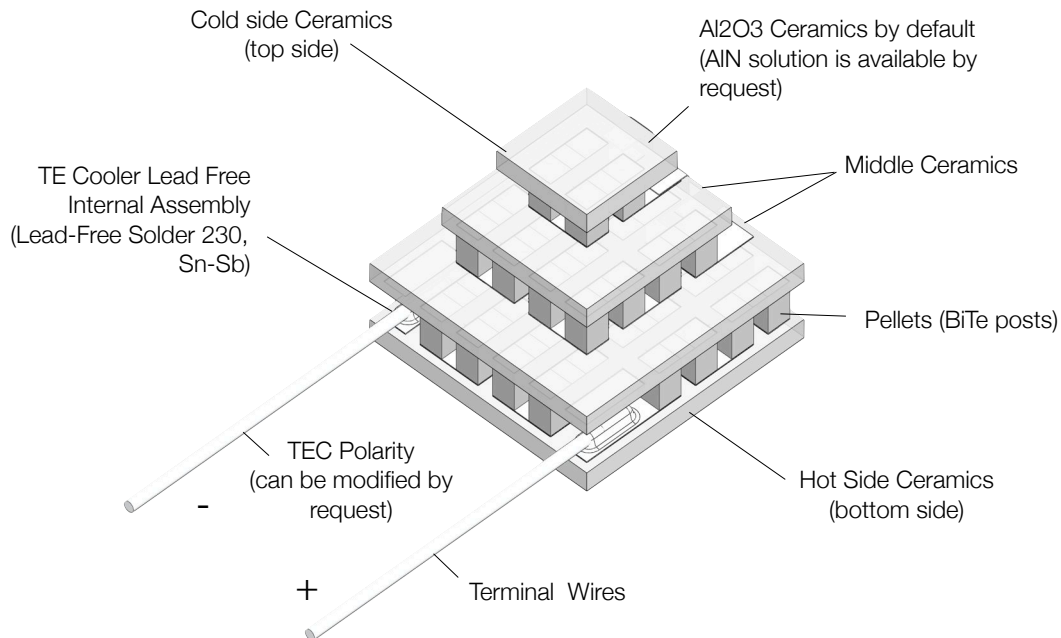 Cold side Ceramics
(top side)
Al2O3 Ceramics by default
(AlN solution is available by
request)
TE Cooler Lead Free
Internal Assembly
(Lead-Free Solder 230,
Sn-Sb)
Middle Ceramics
Pellets (BiTe posts)
TEC Polarity
(can be modified by
request)
-
Hot Side Ceramics
(bottom side)
+
Terminal Wires